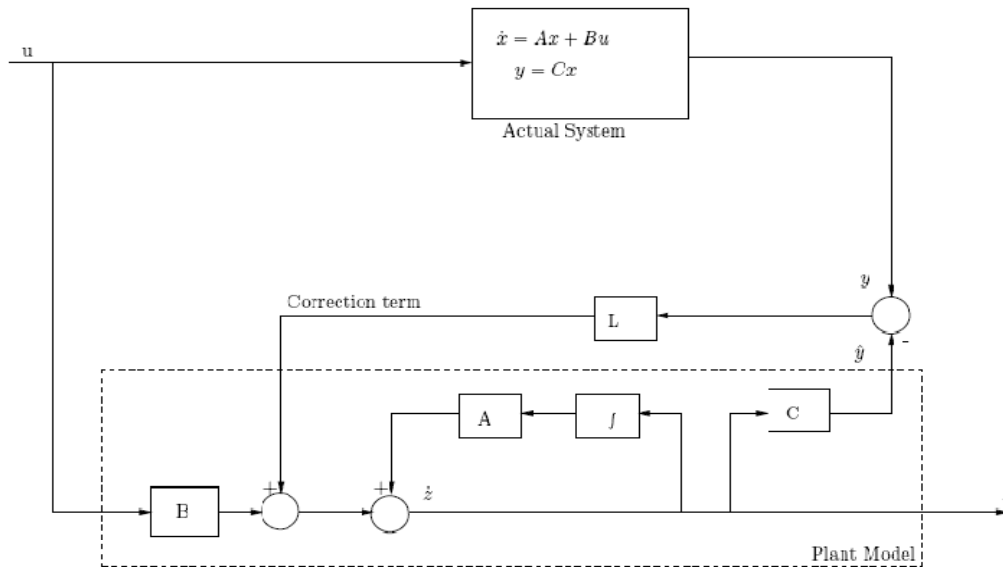 u
ẋ = Ax + Bu
y = Cx
Actual System
y
Correction term
L
ŷ
-
A
∫
C
+
+
ż
B
Plant Model